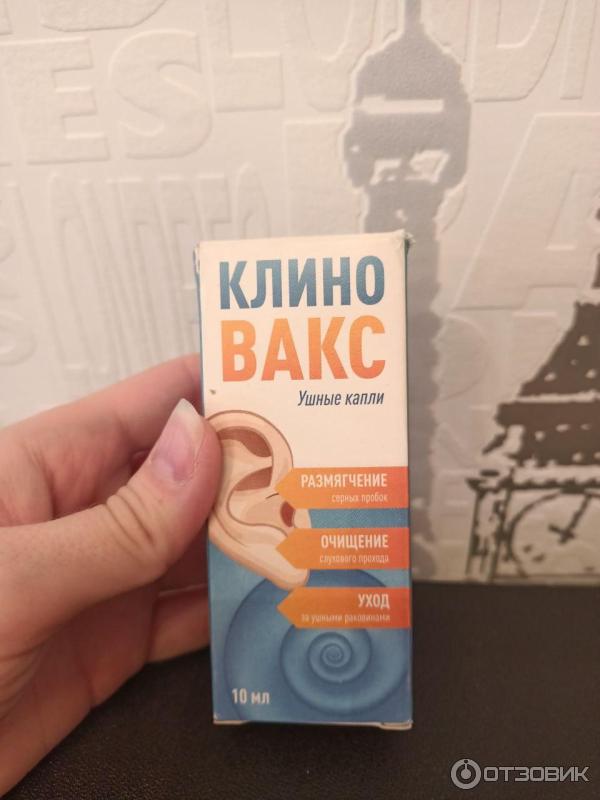 КЛИНО
ВАКС
Ушные капли
РАЗМЯГЧЕНИЕ
серных пробок
ОЧИЩЕНИЕ
слухового прохода
УХОД
за ушными раковинами
10 мл
ОТЗОВИК